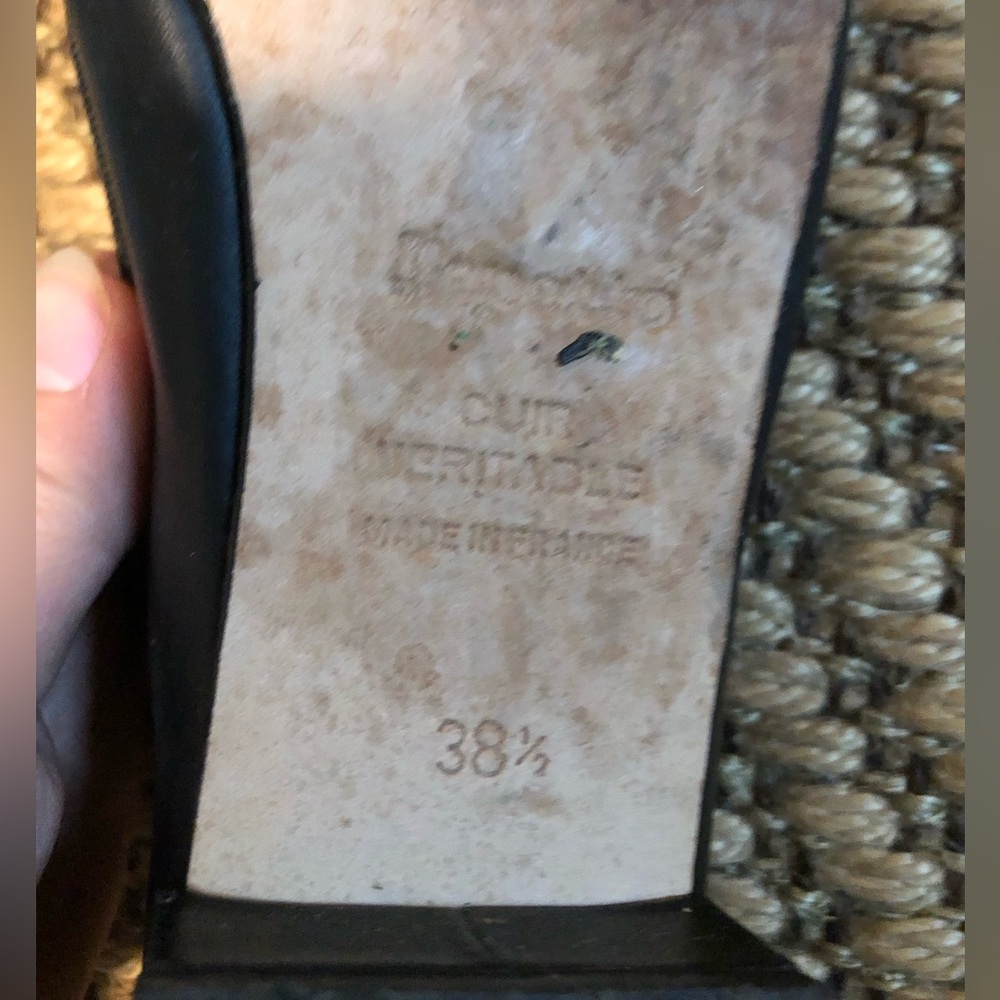 CUIR
VERITABLE
MADE IN FRANCE
38½